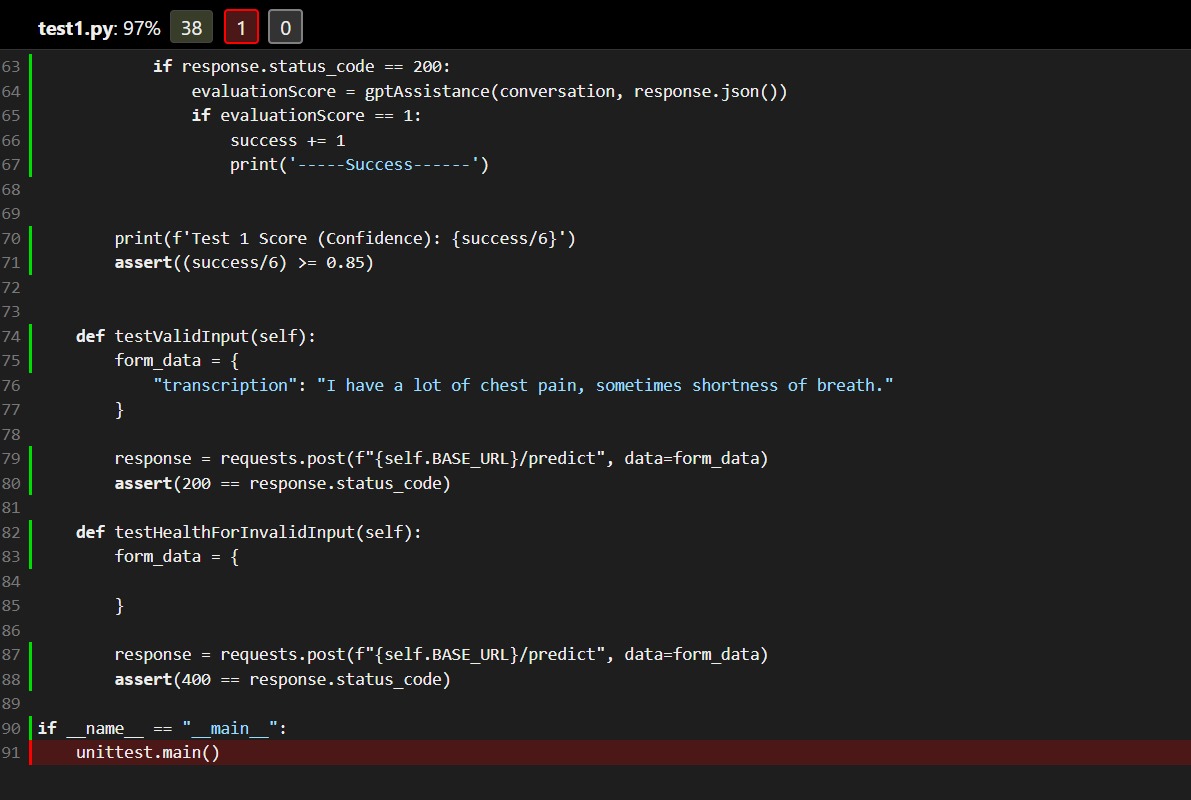 test1.py: 97% 38 1 0
63 if response.status_code == 200:
64 evaluationScore = gptAssistance(conversation, response.json())
65 if evaluationScore == 1:
66 success += 1
67 print('-----Success------')
68
69
70 print(f'Test 1 Score (Confidence): {success/6}')
71 assert((success/6) >= 0.85)
72
73
74 def testValidInput(self):
75 form_data = {
76 "transcription": "I have a lot of chest pain, sometimes shortness of breath."
77 }
78
79 response = requests.post(f"{self.BASE_URL}/predict", data=form_data)
80 assert(200 == response.status_code)
81
82 def testHealthForInvalidInput(self):
83 form_data = {
84
85 }
86
87 response = requests.post(f"{self.BASE_URL}/predict", data=form_data)
88 assert(400 == response.status_code)
89
90 if __name__ == "__main__":
91 unittest.main()